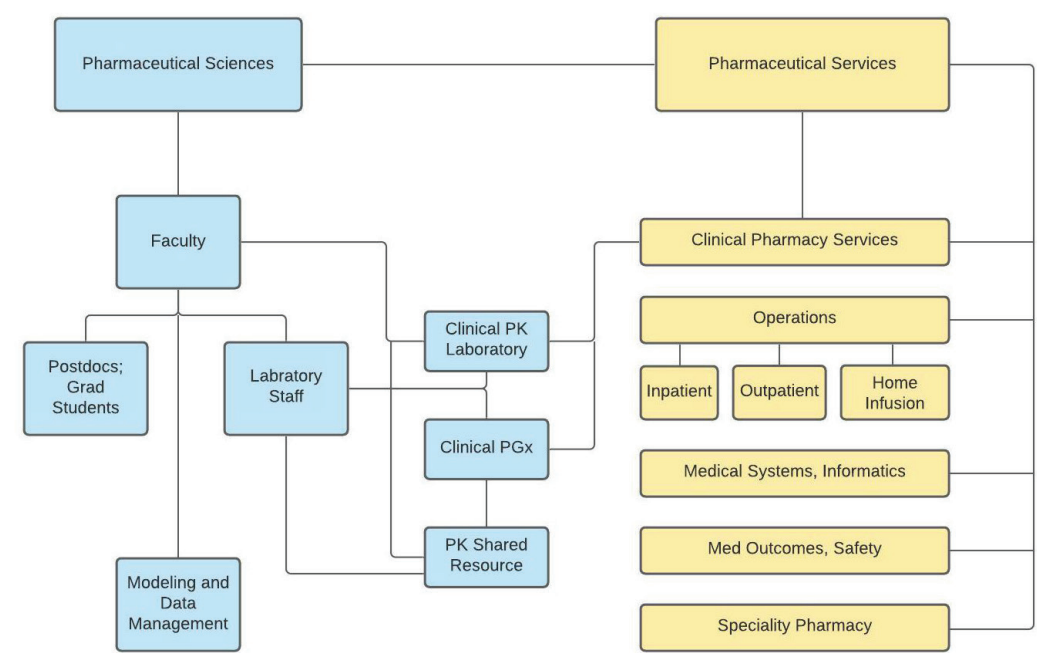 Pharmaceutical Sciences
Pharmaceutical Services
Faculty
Clinical Pharmacy Services
Operations
Clinical PK
Laboratory
Postdocs;
Grad
Students
Labratory
Staff
Inpatient
Outpatient
Home
Infusion
Clinical PGx
Medical Systems, Informatics
PK Shared
Resource
Med Outcomes, Safety
Modeling and
Data
Management
Speciality Pharmacy